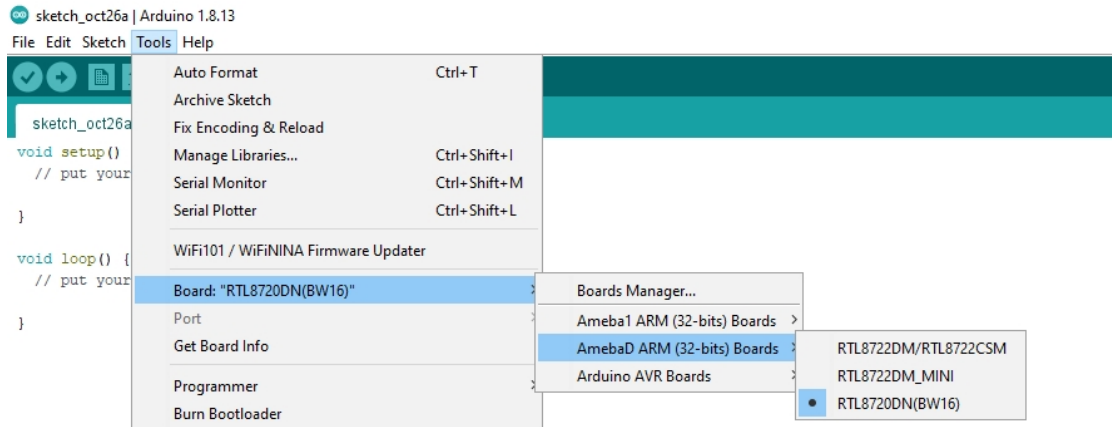 sketch_oct26a | Arduino 1.8.13
File Edit Sketch Tools Help
sketch_oct26a
void setup()
// put your
}
void loop() {
// put your
}
Auto Format Ctrl+T
Archive Sketch
Fix Encoding & Reload
Manage Libraries... Ctrl+Shift+I
Serial Monitor Ctrl+Shift+M
Serial Plotter Ctrl+Shift+L
WiFi101 / WiFiNINA Firmware Updater
Board: "RTL8720DN(BW16)"
Port
Get Board Info
Programmer
Burn Bootloader
Boards Manager...
Ameba1 ARM (32-bits) Boards
AmebaD ARM (32-bits) Boards
Arduino AVR Boards
RTL8722DM/RTL8722CSM
RTL8722DM_MINI
RTL8720DN(BW16)